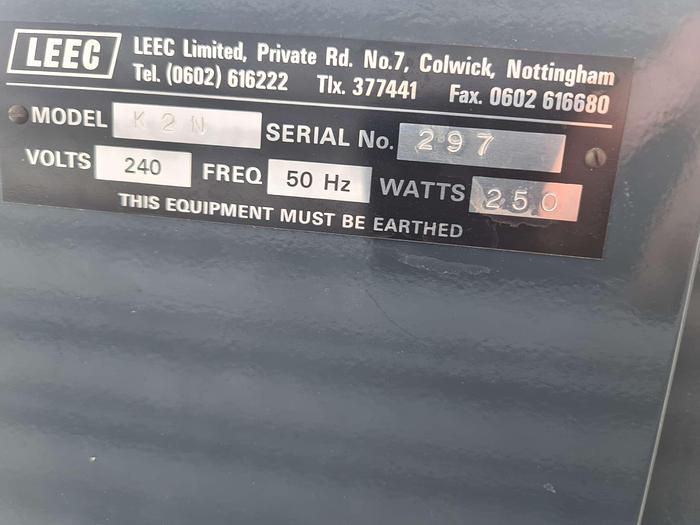 LEEC
LEEC Limited, Private Rd. No.7, Colwick, Nottingham
Tel. (0602) 616222 Tlx. 377441 Fax. 0602 616680
MODEL K2N SERIAL No. 297
VOLTS 240 FREQ 50 Hz WATTS 250
THIS EQUIPMENT MUST BE EARTHED